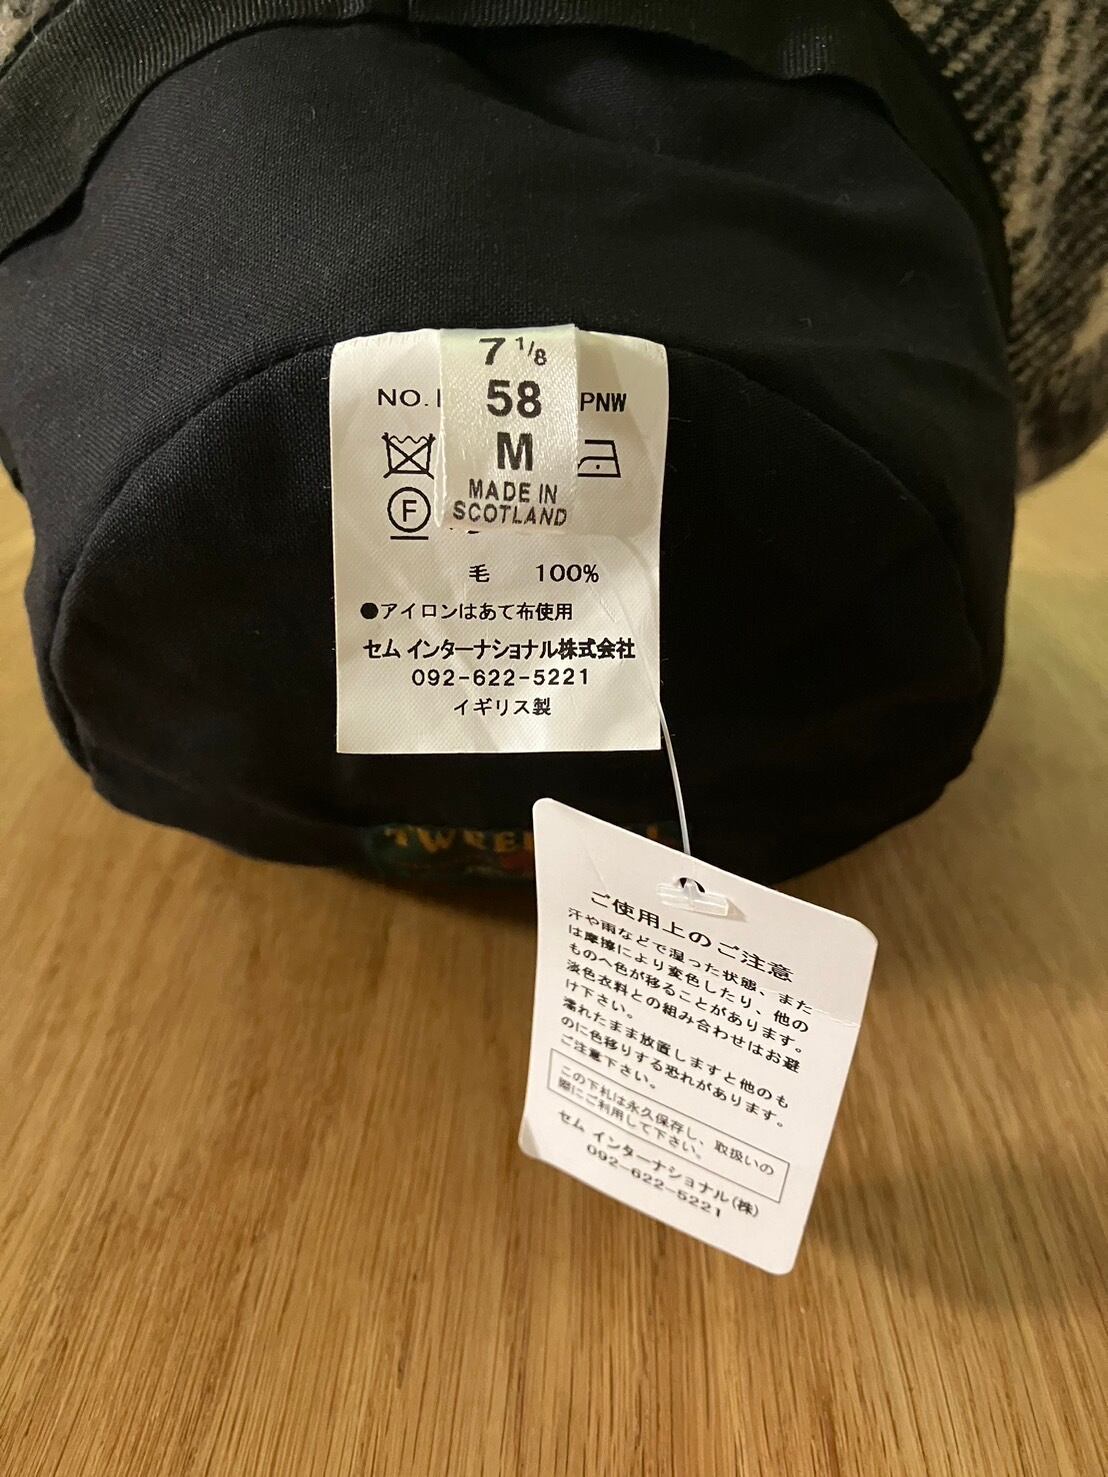 7 1/8
58
M
MADE IN
SCOTLAND
NO.
PNW
F
毛 100%
●アイロンはあて布使用
セム インターナショナル株式会社
092-622-5221
イギリス製
ご使用上のご注意
汗や雨などで湿った状態、また
は摩擦により変色したり、他の
ものへ色が移ることがあります。
淡色衣料との組み合わせはお避
け下さい。
濡れたまま放置しますと他のも
のに色移りする恐れがあります。
ご注意下さい。
この下札は永久保存し、取扱いの
際にご利用して下さい。
セム インターナショナル(株)
092-622-5221